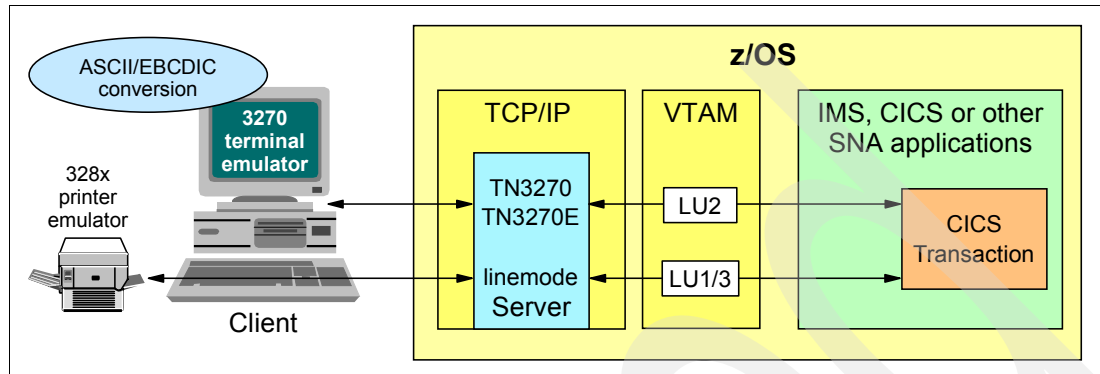 ASCII/EBCDIC
conversion
3270
terminal
emulator
328x
printer
emulator
Client
z/OS
TCP/IP
TN3270
TN3270E
linemode
Server
VTAM
LU2
LU1/3
IMS, CICS or other
SNA applications
CICS
Transaction